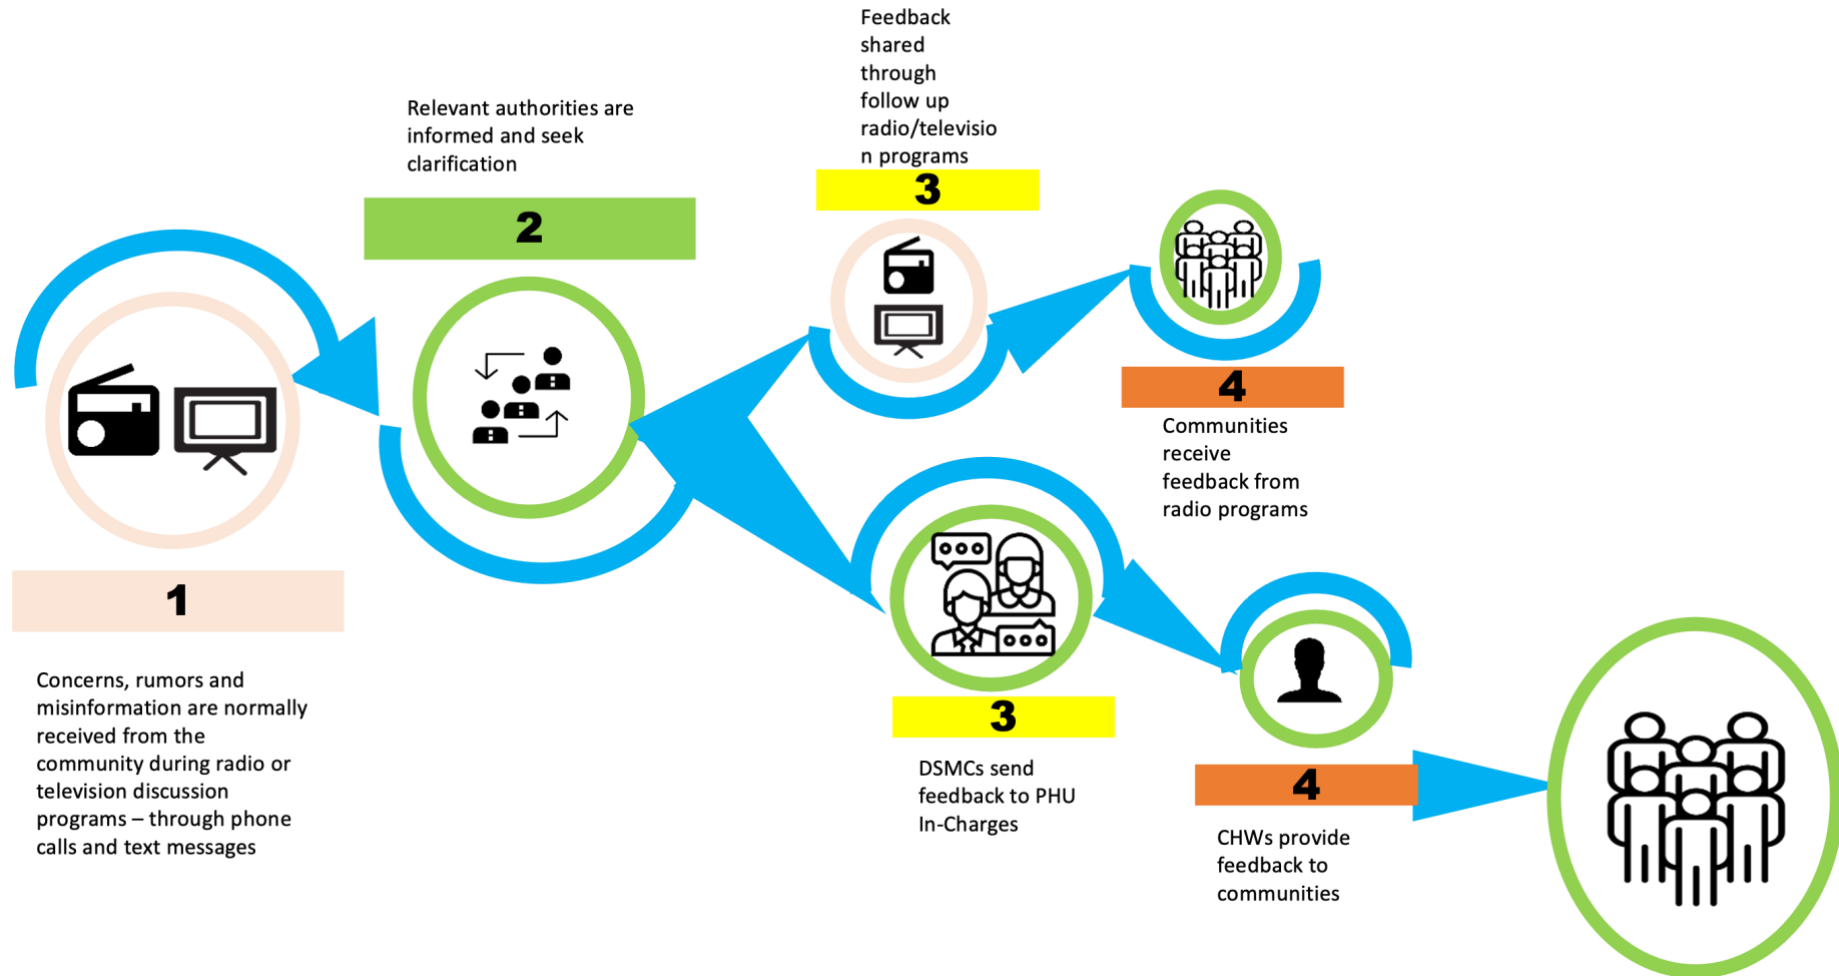 1
Concerns, rumors and
misinformation are normally
received from the
community during radio or
television discussion
programs – through phone
calls and text messages
Relevant authorities are
informed and seek
clarification
2
Feedback
shared
through
follow up
radio/televisio
n programs
3
4
Communities
receive
feedback from
radio programs
3
DSMCs send
feedback to PHU
In-Charges
4
CHWs provide
feedback to
communities